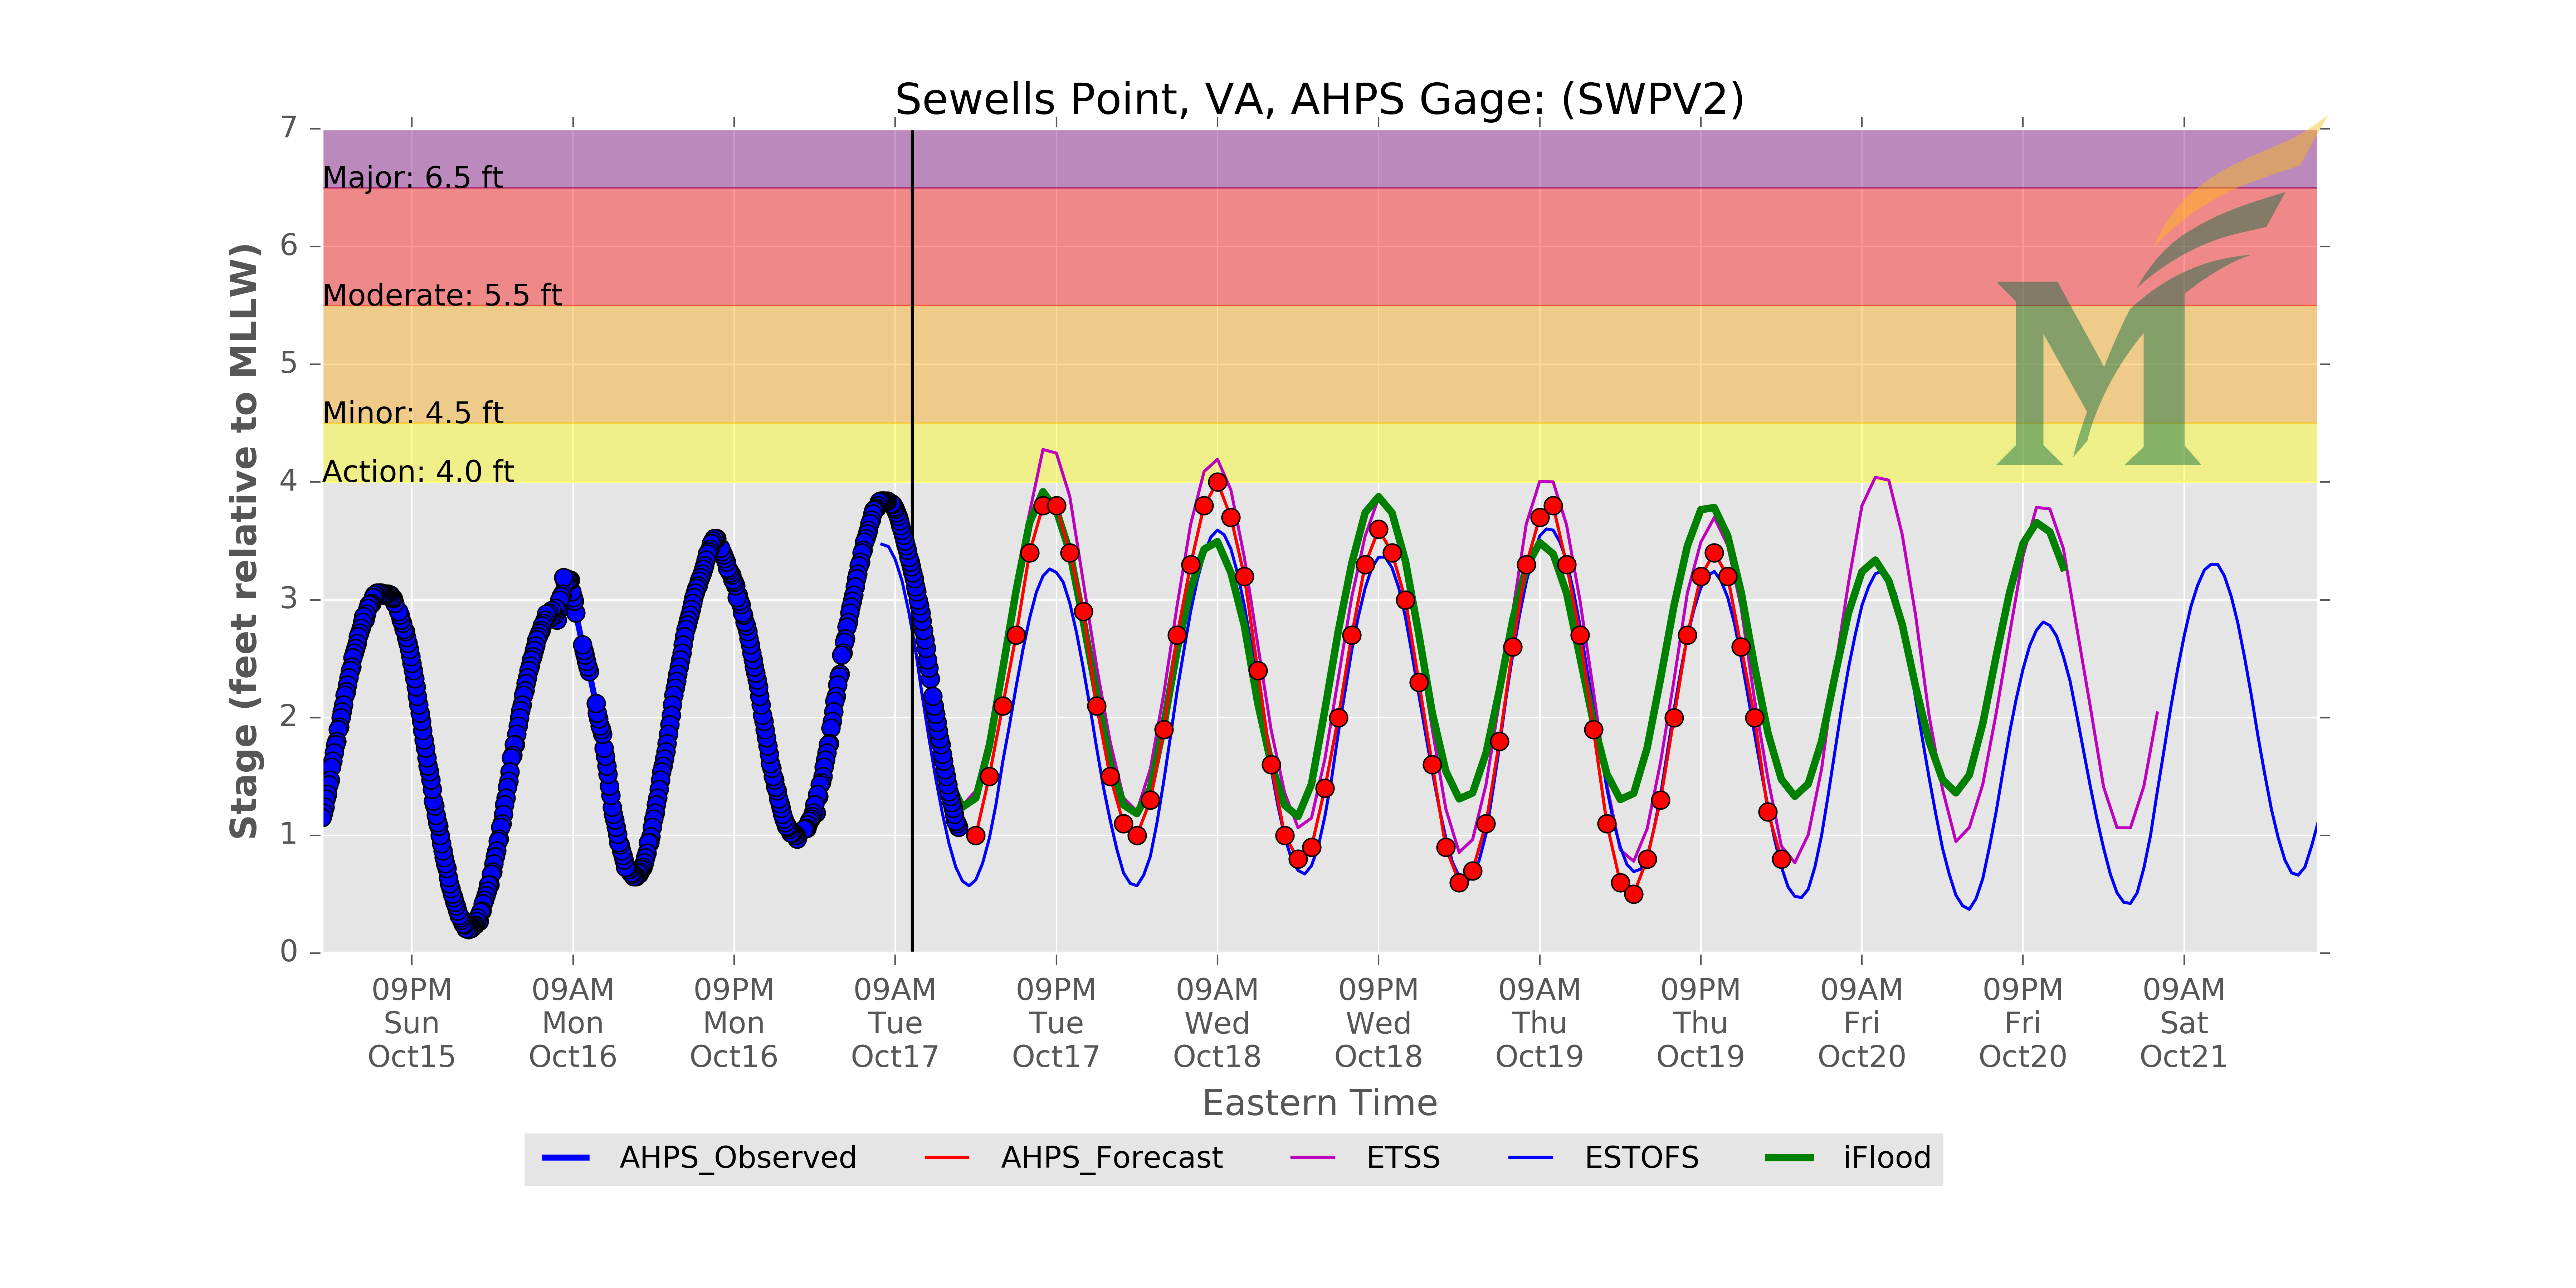 Sewells Point, VA, AHPS Gage: (SWPV2)
Stage (feet relative to MLLW)
7
6
5
4
3
2
1
0
Major: 6.5 ft
Moderate: 5.5 ft
Minor: 4.5 ft
Action: 4.0 ft
M
09PM
Sun
Oct15
09AM
Mon
Oct16
09PM
Mon
Oct16
09AM
Tue
Oct17
09PM
Tue
Oct17
09AM
Wed
Oct18
09PM
Wed
Oct18
09AM
Thu
Oct19
09PM
Thu
Oct19
09AM
Fri
Oct20
09PM
Fri
Oct20
09AM
Sat
Oct21
Eastern Time
AHPS_Observed AHPS_Forecast ETSS ESTOFS iFlood